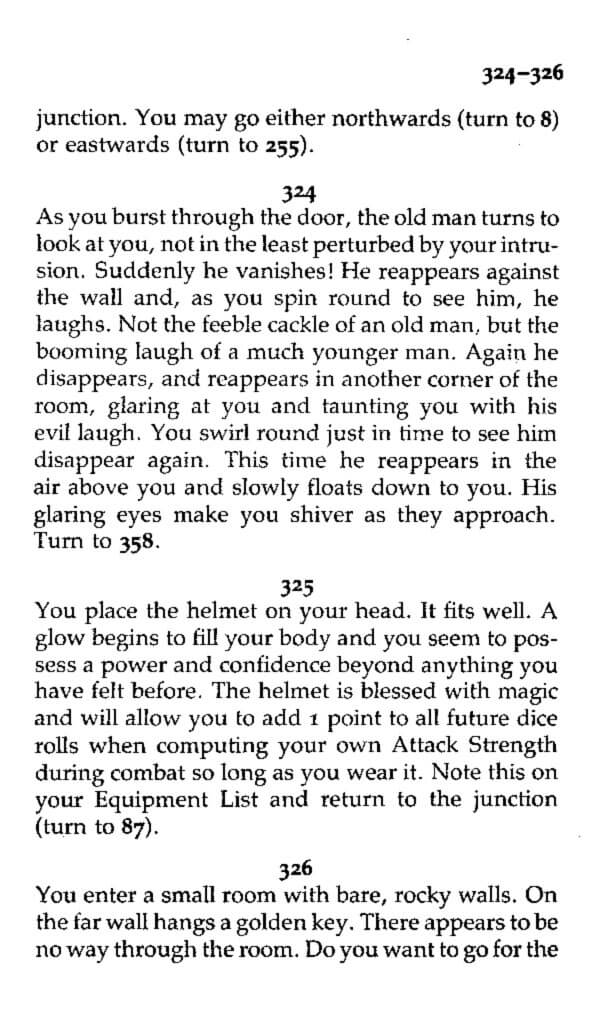 324–326
junction. You may go either northwards (turn to 8)
or eastwards (turn to 255).
324
As you burst through the door, the old man turns to
look at you, not in the least perturbed by your intru-
sion. Suddenly he vanishes! He reappears against
the wall and, as you spin round to see him, he
laughs. Not the feeble cackle of an old man, but the
booming laugh of a much younger man. Again he
disappears, and reappears in another corner of the
room, glaring at you and taunting you with his
evil laugh. You swirl round just in time to see him
disappear again. This time he reappears in the
air above you and slowly floats down to you. His
glaring eyes make you shiver as they approach.
Turn to 358.
325
You place the helmet on your head. It fits well. A
glow begins to fill your body and you seem to pos-
sess a power and confidence beyond anything you
have felt before. The helmet is blessed with magic
and will allow you to add 1 point to all future dice
rolls when computing your own Attack Strength
during combat so long as you wear it. Note this on
your Equipment List and return to the junction
(turn to 87).
326
You enter a small room with bare, rocky walls. On
the far wall hangs a golden key. There appears to be
no way through the room. Do you want to go for the